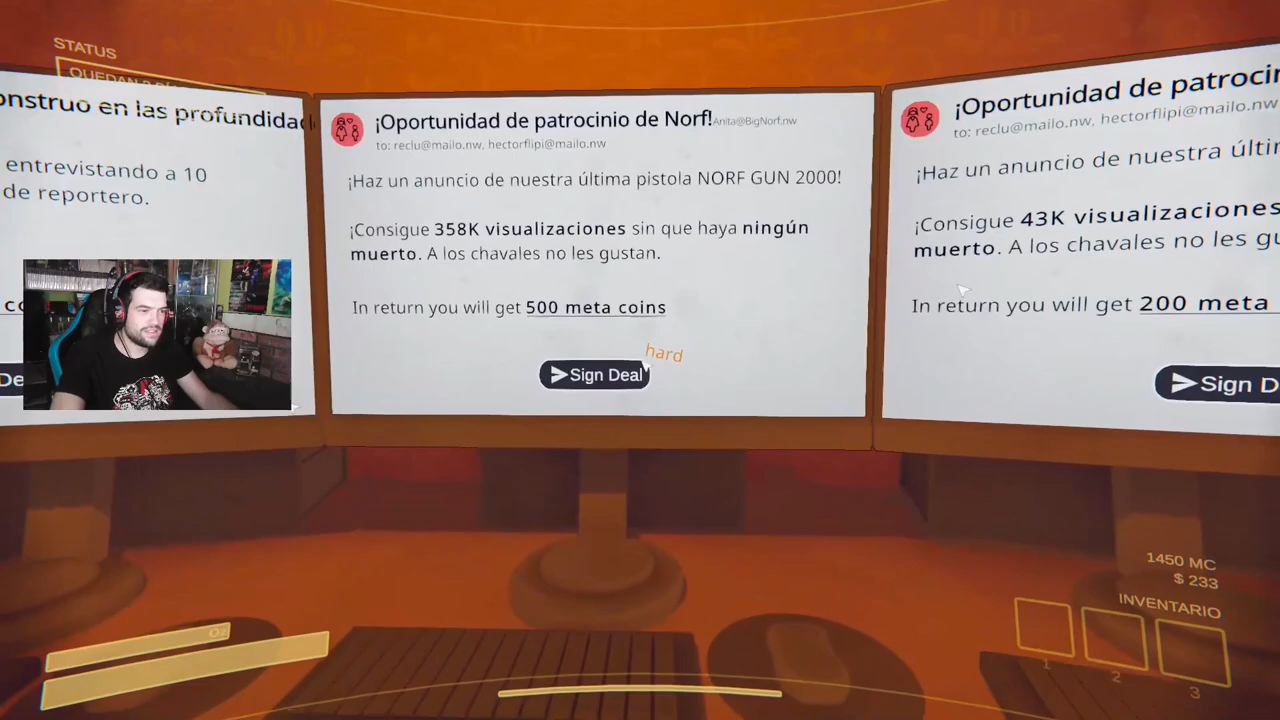 STATUS
onstruo en las profundidad
entrevistando a 10
de reportero.
De
¡Oportunidad de patrocinio de Norf! Anita@BigNorf.nw
to: reclu@mailo.nw, hectorflipi@mailo.nw
¡Haz un anuncio de nuestra última pistola NORF GUN 2000!
¡Consigue 358K visualizaciones sin que haya ningún
muerto. A los chavales no les gustan.
In return you will get 500 meta coins
hard
Sign Deal
¡Oportunidad de patrocin
to: reclu@mailo.nw, hectorflipi@mailo.nw
¡Haz un anuncio de nuestra últi
¡Consigue 43K visualizaciones
muerto. A los chavales no les gu
In return you will get 200 meta
Sign D
1450 MC
$ 233
INVENTARIO
1
2
3